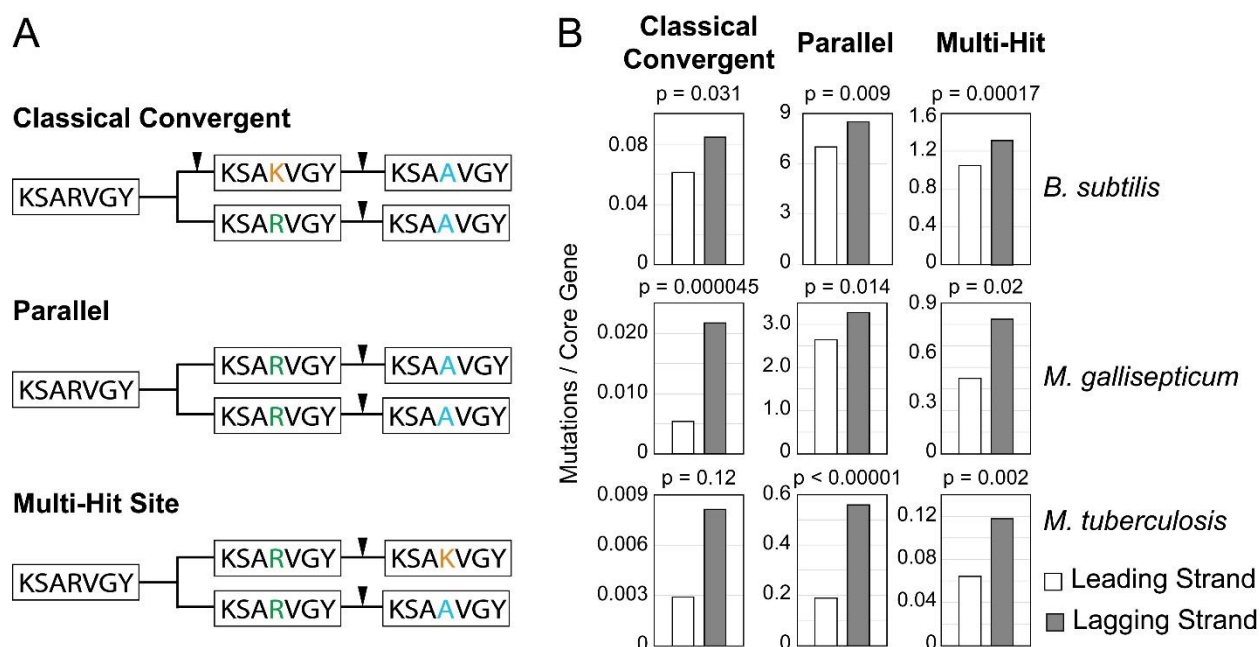 A
Classical Convergent
KSARVGY
KSAKVGY
KSAAVGY
KSARVGY
KSAAVGY
Parallel
KSARVGY
KSARVGY
KSAAVGY
KSARVGY
KSAAVGY
Multi-Hit Site
KSARVGY
KSARVGY
KSAKVGY
KSARVGY
KSAAVGY
B
Classical
Convergent
Parallel
Multi-Hit
Mutations / Core Gene
p = 0.031
0.08
0.04
0
p = 0.009
9
6
3
0
p = 0.00017
1.6
1.2
0.8
0.4
0
B. subtilis
p = 0.000045
0.020
0.010
0
p = 0.014
3.0
2.0
1.0
0
p = 0.02
0.9
0.6
0.3
0
M. gallisepticum
p = 0.12
0.009
0.006
0.003
0
p < 0.00001
0.6
0.4
0.2
0
p = 0.002
0.12
0.08
0.04
0
M. tuberculosis
Leading Strand
Lagging Strand